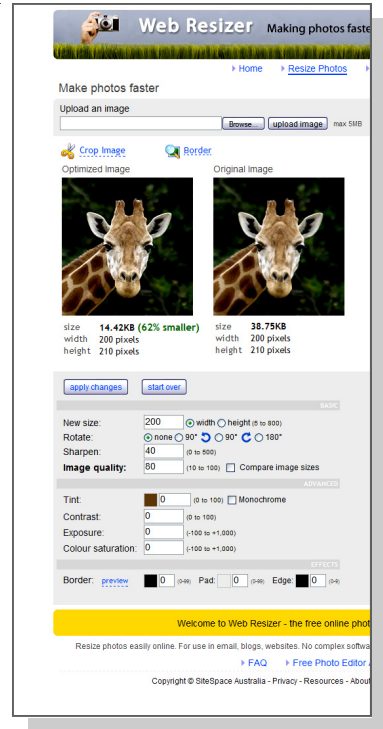 Web Resizer Making photos faste
Home Resize Photos
Make photos faster
Upload an image
Browse... upload image max 5MB
Crop Image Border
Optimized Image Original Image
size 14.42KB (62% smaller) size 38.75KB
width 200 pixels width 200 pixels
height 210 pixels height 210 pixels
apply changes start over
BASIC
New size: 200 width height (5 to 800)
Rotate: none 90° 90° 180°
Sharpen: 40 (0 to 500)
Image quality: 80 (10 to 100) Compare image sizes
ADVANCED
Tint: 0 (0 to 100) Monochrome
Contrast: 0 (0 to 100)
Exposure: 0 (-100 to +1,000)
Colour saturation: 0 (-100 to +1,000)
EFFECTS
Border: preview 0 (0-99) Pad: 0 (0-99) Edge: 0 (0-9)
Welcome to Web Resizer - the free online phot
Resize photos easily online. For use in email, blogs, websites. No complex softwa
FAQ Free Photo Editor
Copyright © SiteSpace Australia - Privacy - Resources - About